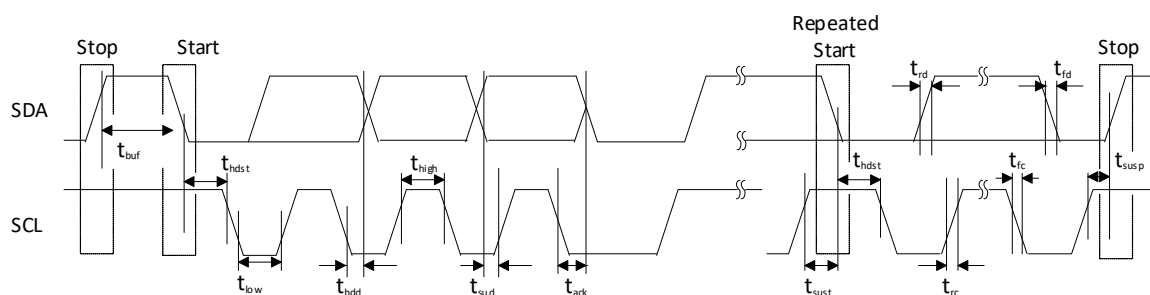 Repeated
Stop
Start
Start
Stop
t_rd
t_fd
SDA
t_buf
t_hdst
t_high
t_hdst
t_fc
t_susp
SCL
t_low
t_hdd
t_sud
t_ack
t_sust
t_rc